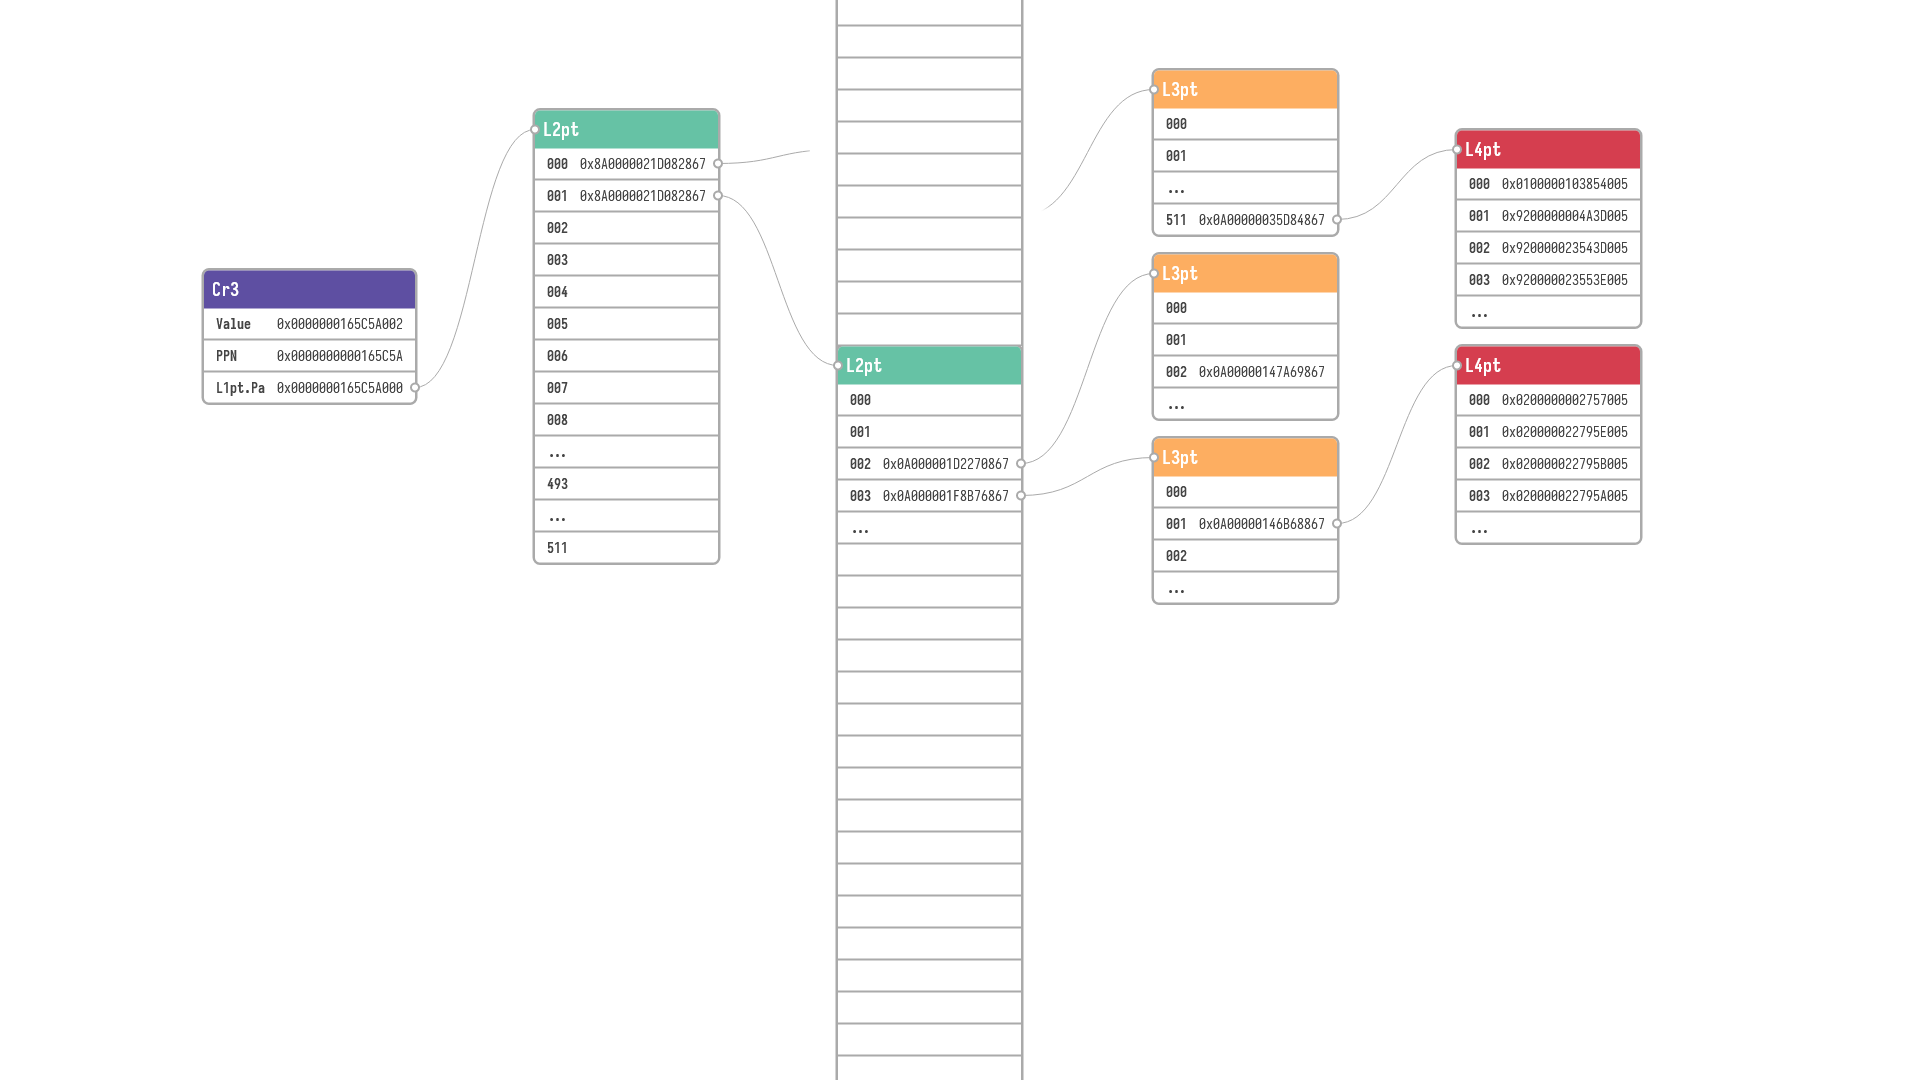 Cr3
Value 0x0000000165C5A002
PPN 0x0000000000165C5A
L1pt.Pa 0x0000000165C5A000
L2pt
000 0x8A0000021D082867
001 0x8A0000021D082867
002
003
004
005
006
007
008
...
493
...
511
L2pt
000
001
002 0x0A000001D2270867
003 0x0A000001F8B76867
...
L3pt
000
001
...
511 0x0A00000035D84867
L3pt
000
001
002 0x0A00000147A69867
...
L3pt
000
001 0x0A00000146B68867
002
...
L4pt
000 0x0100000103854005
001 0x9200000004A3D005
002 0x920000023543D005
003 0x920000023553E005
...
L4pt
000 0x0200000002757005
001 0x020000022795E005
002 0x020000022795B005
003 0x020000022795A005
...